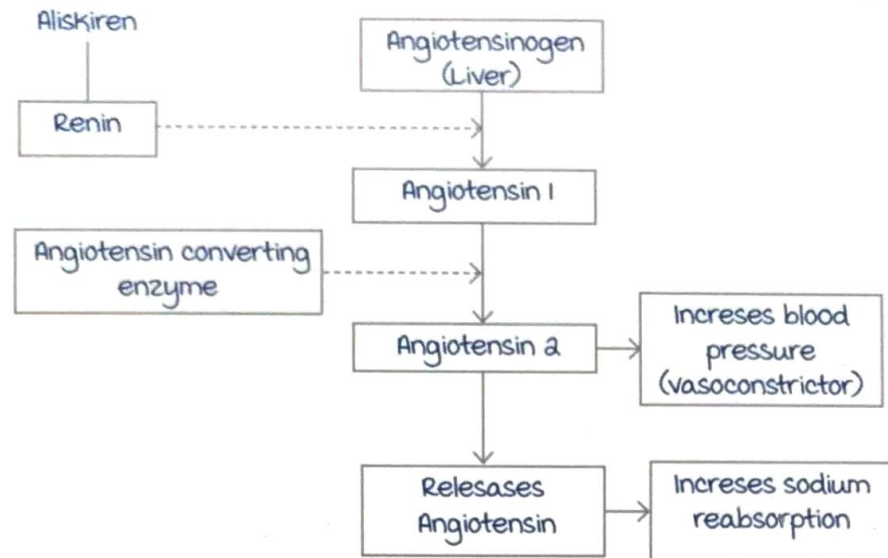 Aliskiren
Angiotensinogen
(Liver)
Renin
Angiotensin 1
Angiotensin converting
enzyme
Angiotensin 2
Increses blood
pressure
(vasoconstrictor)
Relesases
Angiotensin
Increses sodium
reabsorption